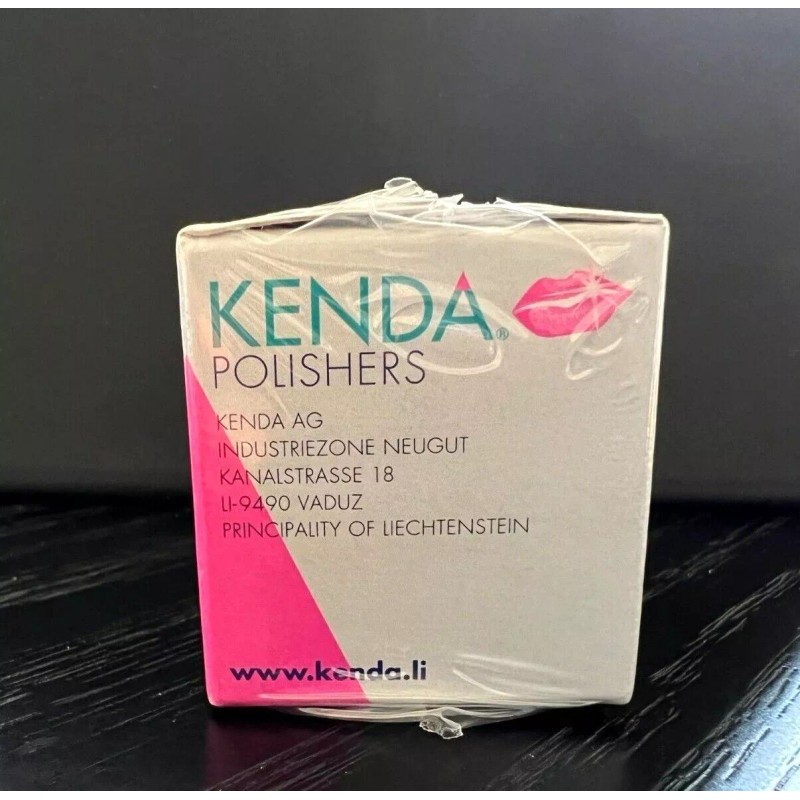 KENDA®
POLISHERS
KENDA AG
INDUSTRIEZONE NEUGUT
KANALSTRASSE 18
LI-9490 VADUZ
PRINCIPALITY OF LIECHTENSTEIN
www.kenda.li